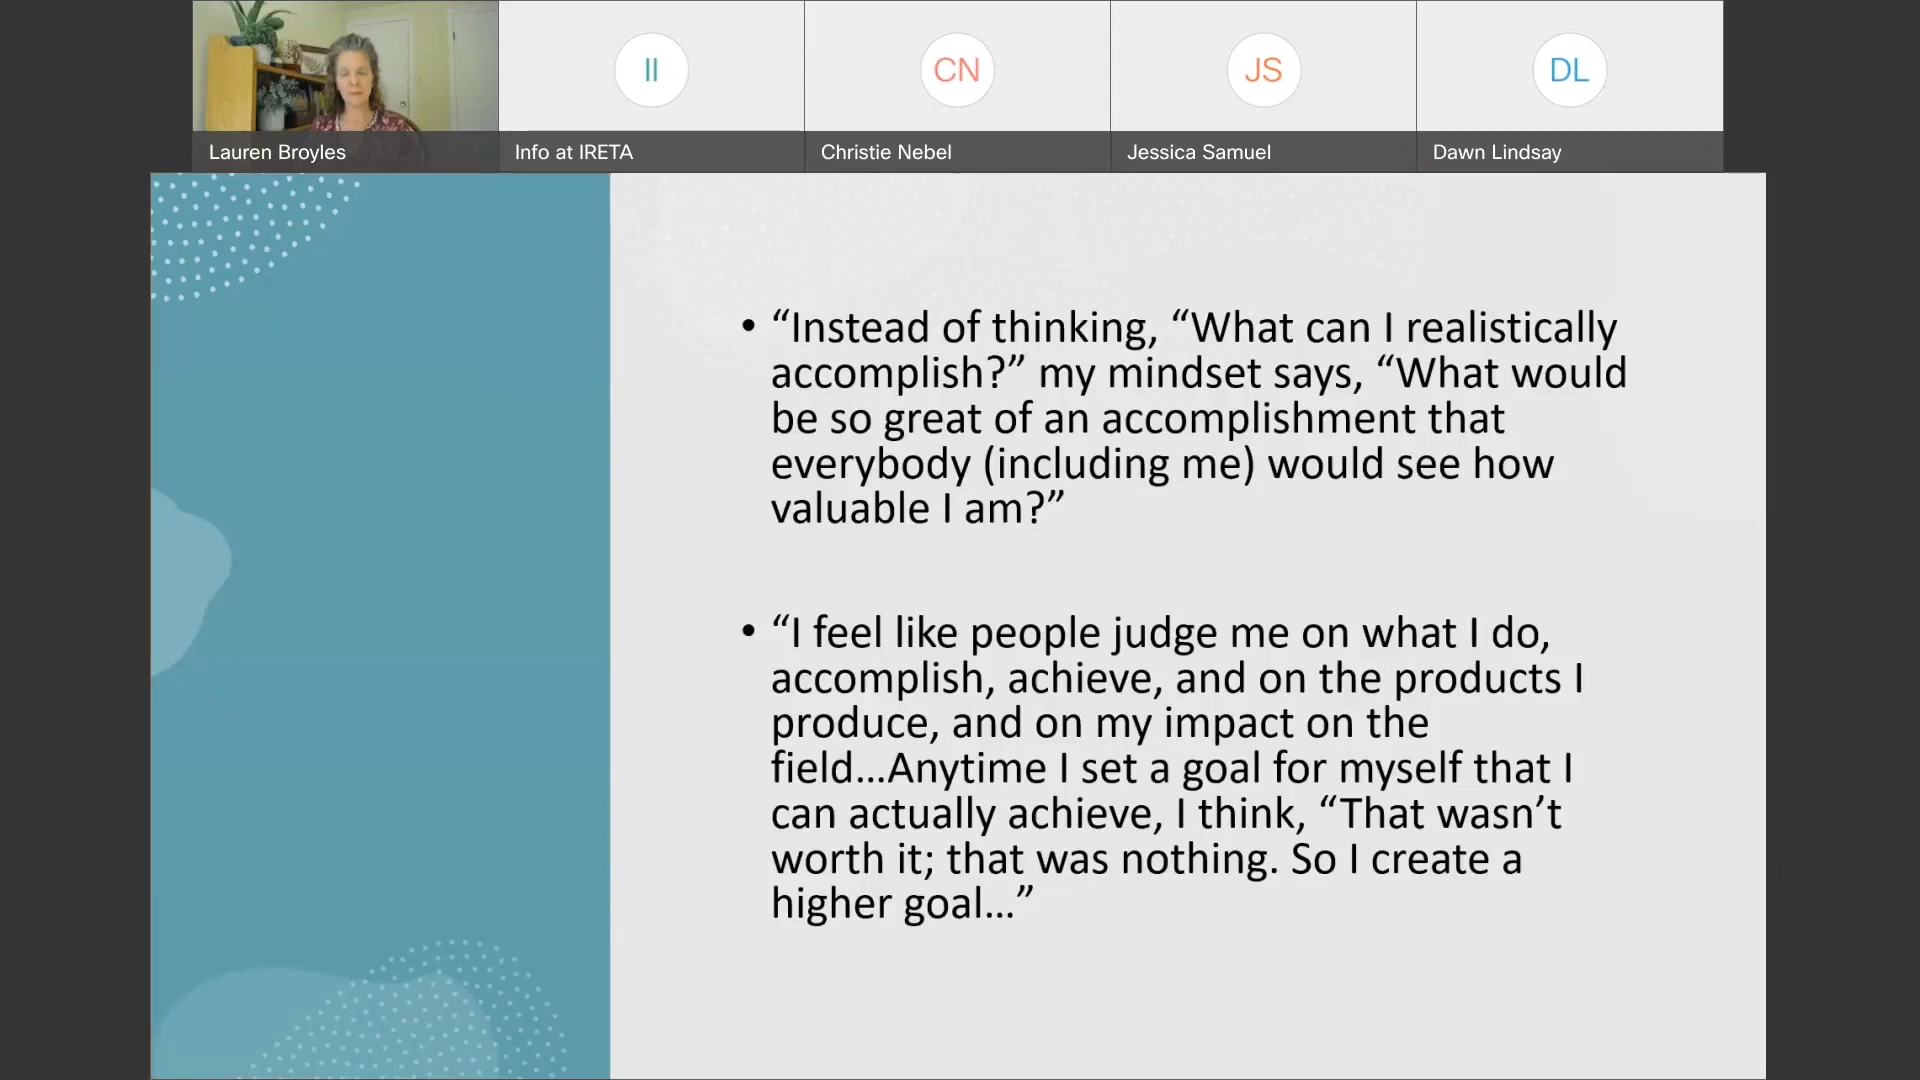 II
CN
JS
DL
Lauren Broyles
Info at IRETA
Christie Nebel
Jessica Samuel
Dawn Lindsay
• “Instead of thinking, “What can I realistically
accomplish?” my mindset says, “What would
be so great of an accomplishment that
everybody (including me) would see how
valuable I am?”
• “I feel like people judge me on what I do,
accomplish, achieve, and on the products I
produce, and on my impact on the
field...Anytime I set a goal for myself that I
can actually achieve, I think, “That wasn’t
worth it; that was nothing. So I create a
higher goal...”